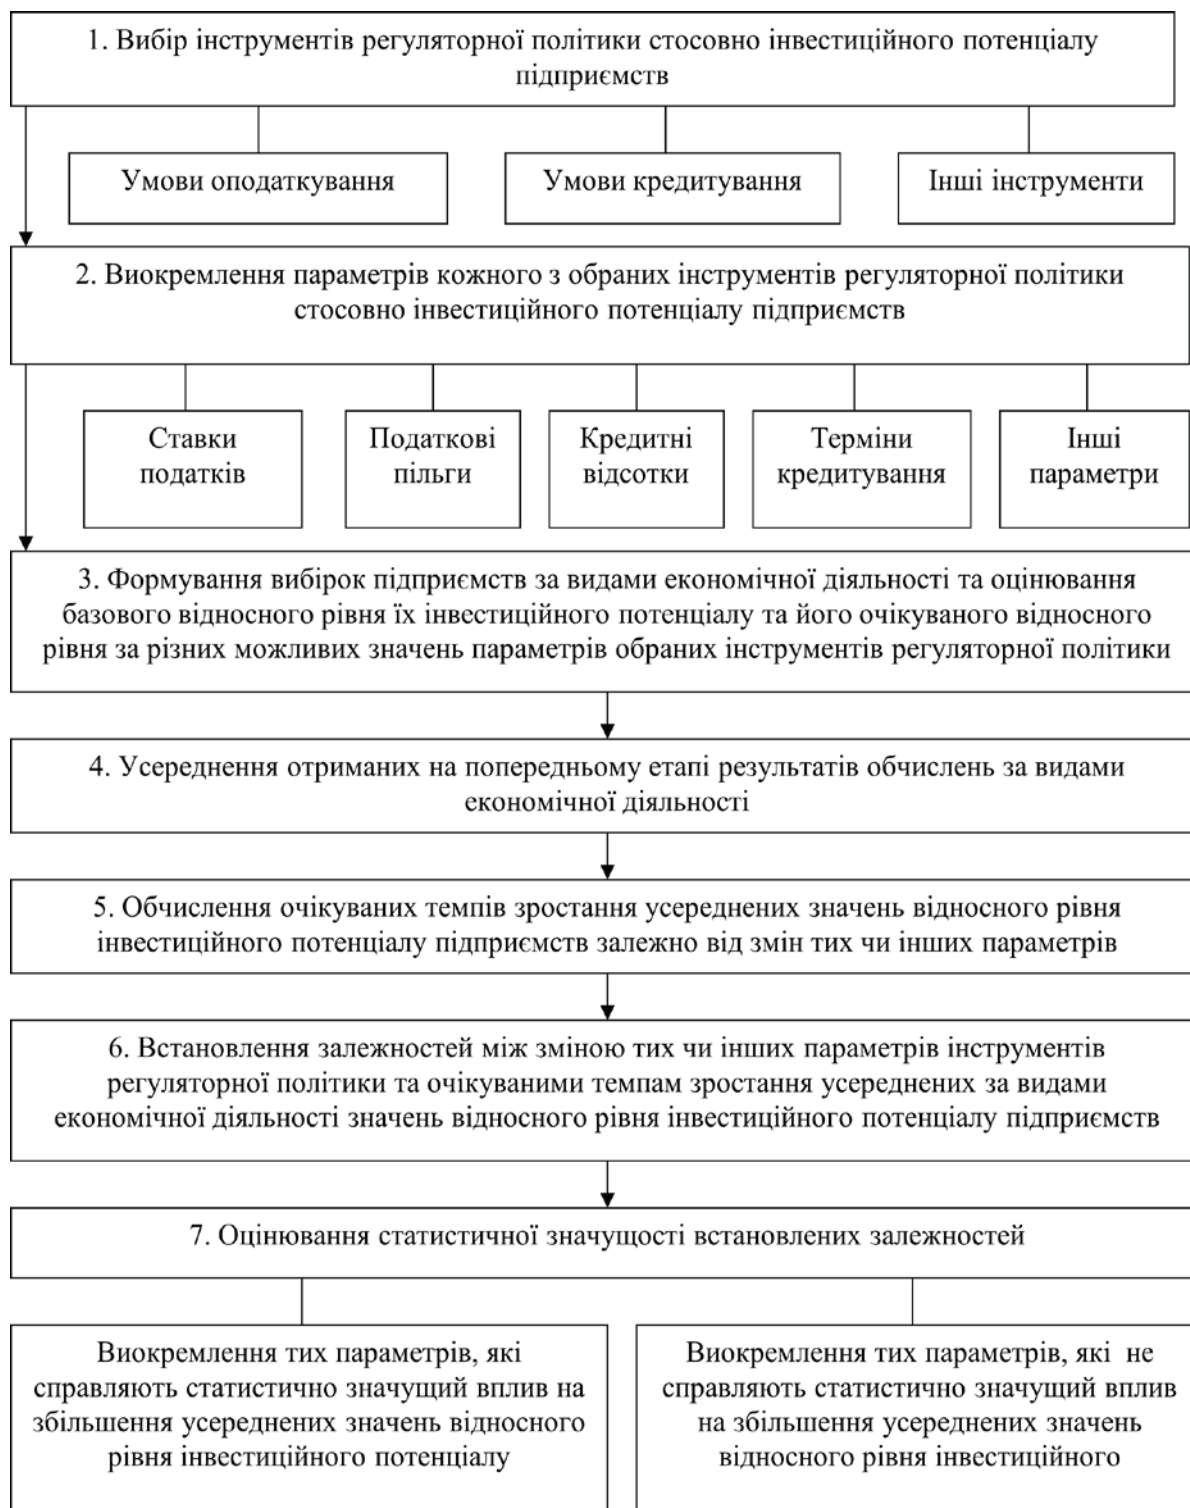 1. Вибір інструментів регуляторної політики стосовно інвестиційного потенціалу
підприємств
Умови оподаткування
Умови кредитування
Інші інструменти
2. Виокремлення параметрів кожного з обраних інструментів регуляторної політики
стосовно інвестиційного потенціалу підприємств
Ставки
податків
Податкові
пільги
Кредитні
відсотки
Терміни
кредитування
Інші
параметри
3. Формування вибірок підприємств за видами економічної діяльності та оцінювання
базового відносного рівня їх інвестиційного потенціалу та його очікуваного відносного
рівня за різних можливих значень параметрів обраних інструментів регуляторної політики
4. Усереднення отриманих на попередньому етапі результатів обчислень за видами
економічної діяльності
5. Обчислення очікуваних темпів зростання усереднених значень відносного рівня
інвестиційного потенціалу підприємств залежно від змін тих чи інших параметрів
6. Встановлення залежностей між зміною тих чи інших параметрів інструментів
регуляторної політики та очікуваними темпам зростання усереднених за видами
економічної діяльності значень відносного рівня інвестиційного потенціалу підприємств
7. Оцінювання статистичної значущості встановлених залежностей
Виокремлення тих параметрів, які
справляють статистично значущий вплив на
збільшення усереднених значень відносного
рівня інвестиційного потенціалу
Виокремлення тих параметрів, які не
справляють статистично значущий вплив
на збільшення усереднених значень
відносного рівня інвестиційного